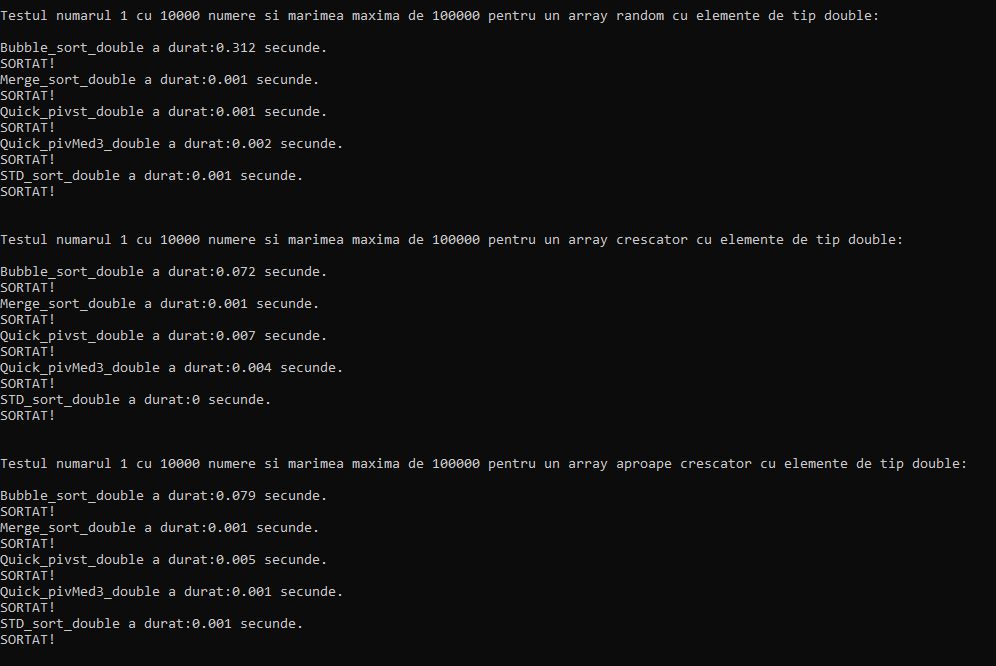 Testul numarul 1 cu 10000 numere si marimea maxima de 100000 pentru un array random cu elemente de tip double:
Bubble_sort_double a durat:0.312 secunde.
SORTAT!
Merge_sort_double a durat:0.001 secunde.
SORTAT!
Quick_pivst_double a durat:0.001 secunde.
SORTAT!
Quick_pivMed3_double a durat:0.002 secunde.
SORTAT!
STD_sort_double a durat:0.001 secunde.
SORTAT!
Testul numarul 1 cu 10000 numere si marimea maxima de 100000 pentru un array crescator cu elemente de tip double:
Bubble_sort_double a durat:0.072 secunde.
SORTAT!
Merge_sort_double a durat:0.001 secunde.
SORTAT!
Quick_pivst_double a durat:0.007 secunde.
SORTAT!
Quick_pivMed3_double a durat:0.004 secunde.
SORTAT!
STD_sort_double a durat:0 secunde.
SORTAT!
Testul numarul 1 cu 10000 numere si marimea maxima de 100000 pentru un array aproape crescator cu elemente de tip double:
Bubble_sort_double a durat:0.079 secunde.
SORTAT!
Merge_sort_double a durat:0.001 secunde.
SORTAT!
Quick_pivst_double a durat:0.005 secunde.
SORTAT!
Quick_pivMed3_double a durat:0.001 secunde.
SORTAT!
STD_sort_double a durat:0.001 secunde.
SORTAT!